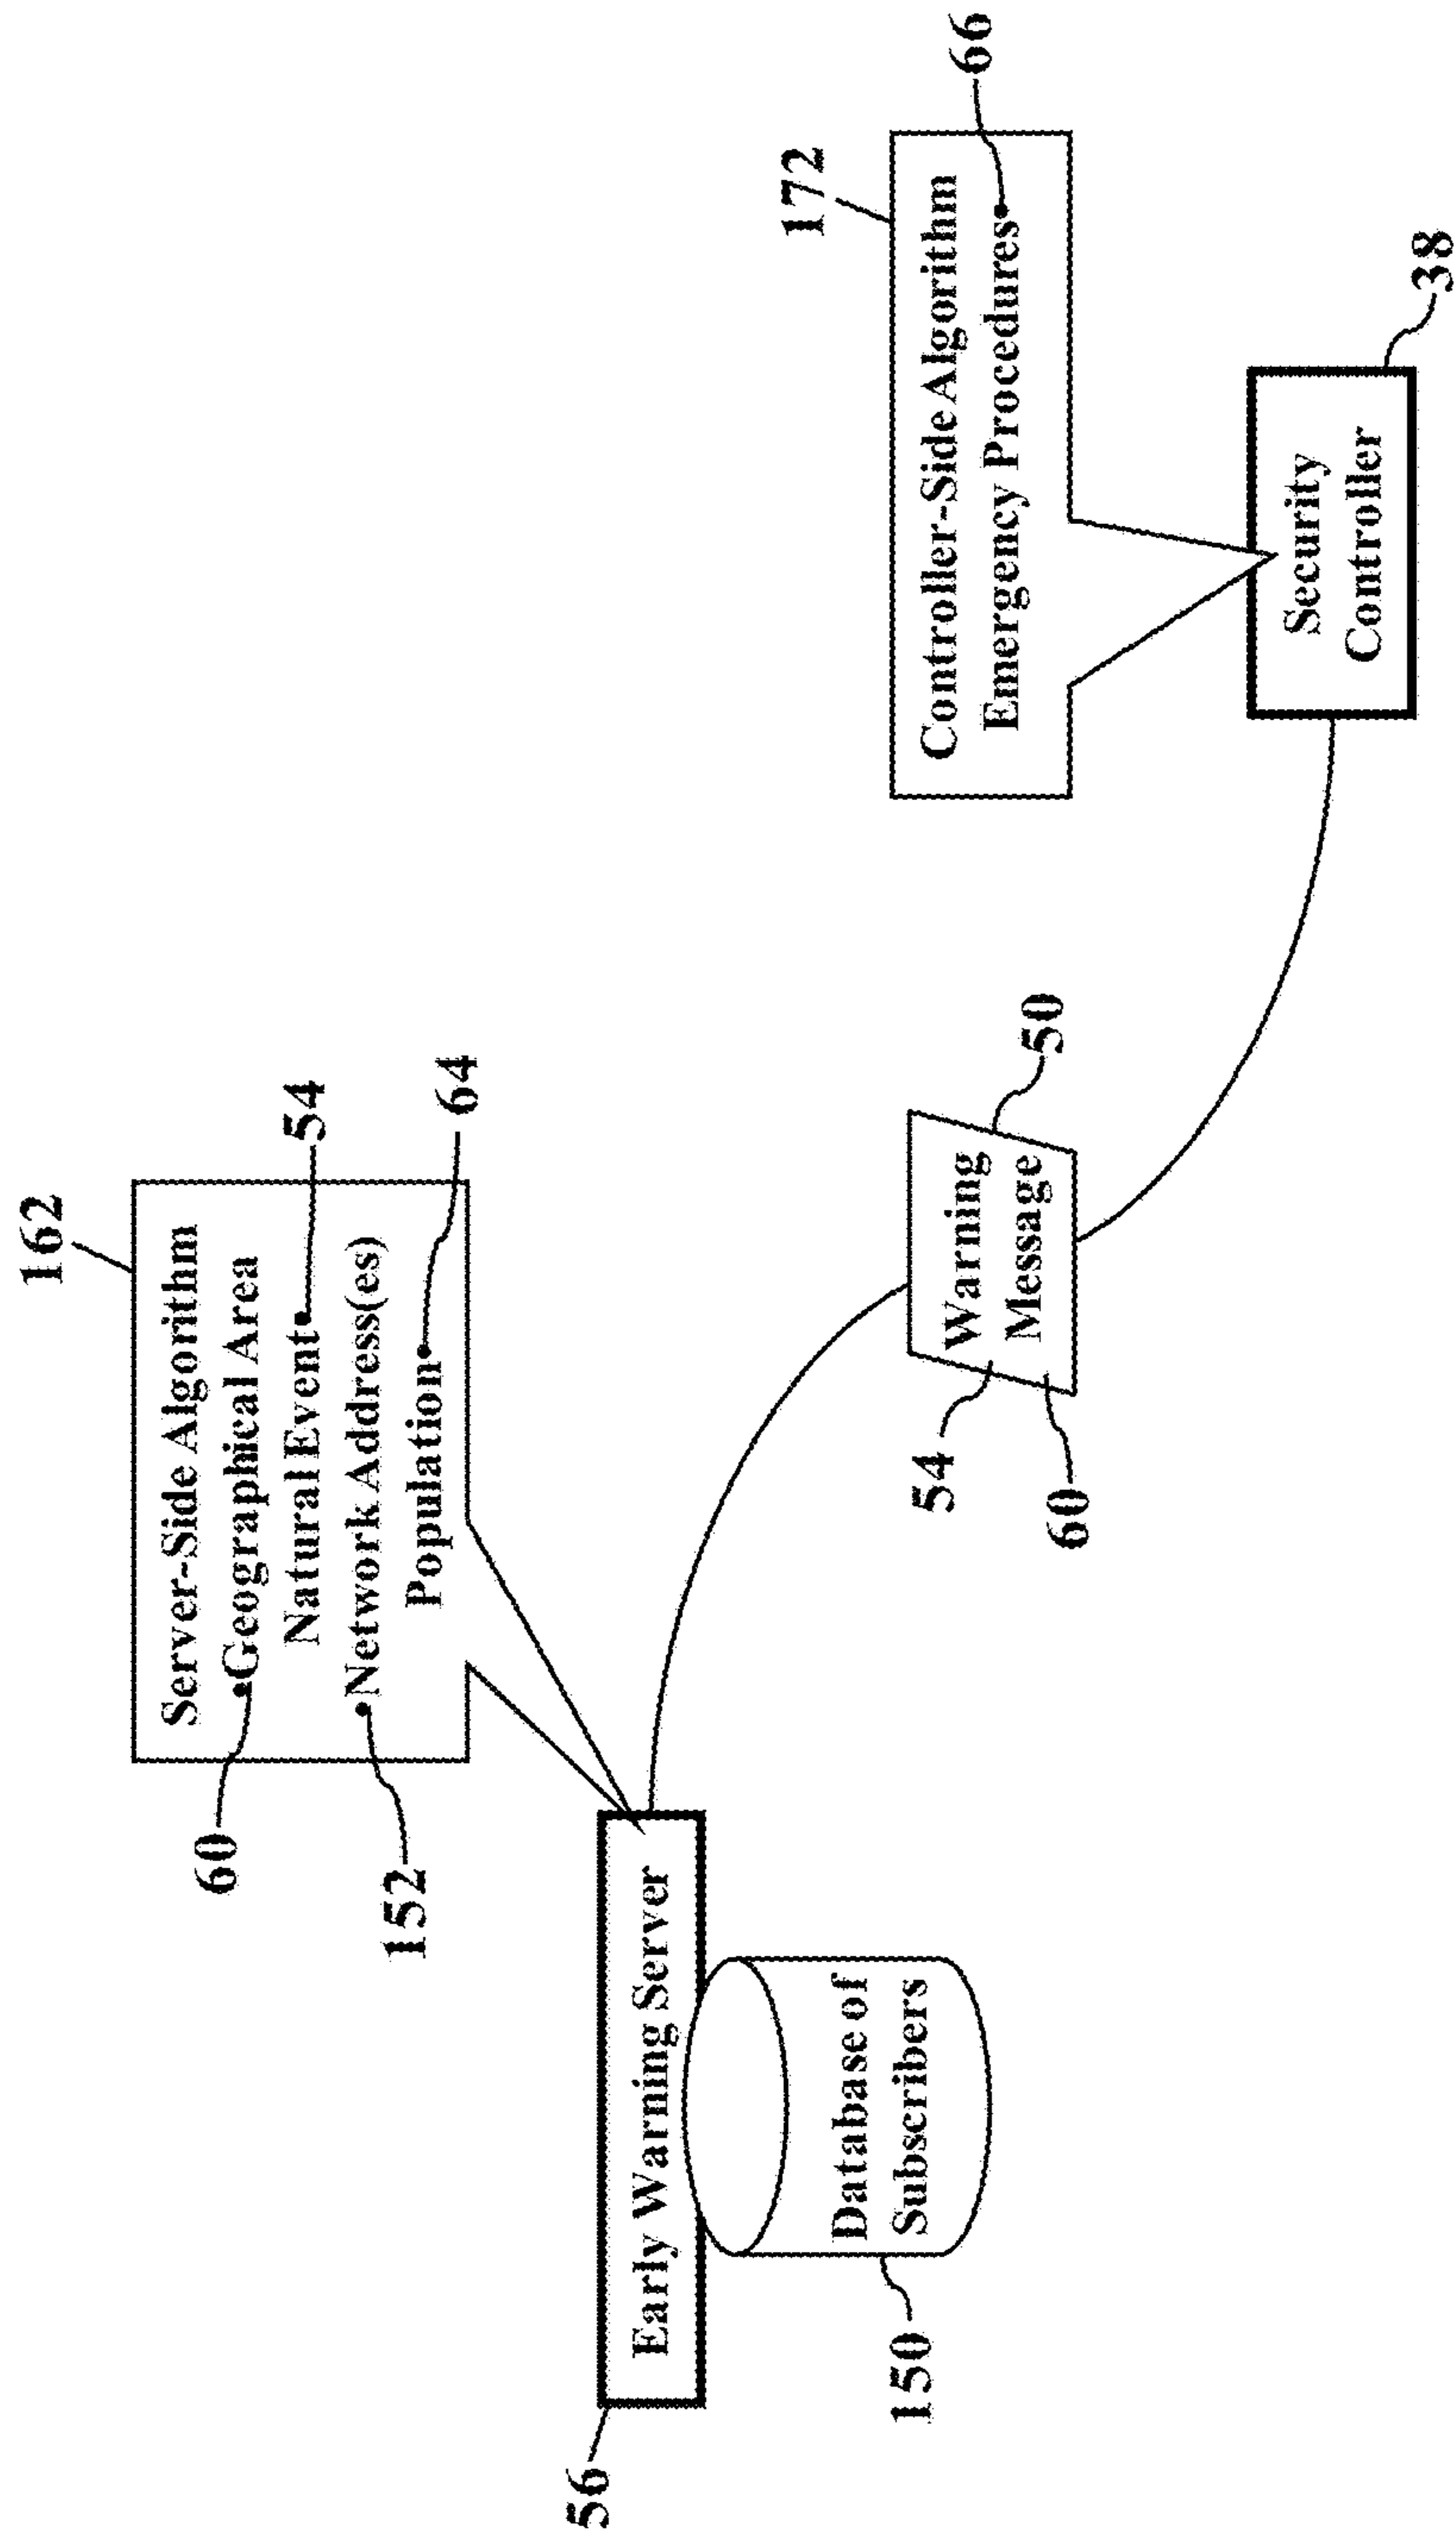 162
Server-Side Algorithm
60
Geographical Area
Natural Event
54
152
Network Address(es)
Population
64
56
Early Warning Server
Database of
Subscribers
150
Warning
Message
50
54
60
172
Controller-Side Algorithm
Emergency Procedures
66
Security
Controller
38